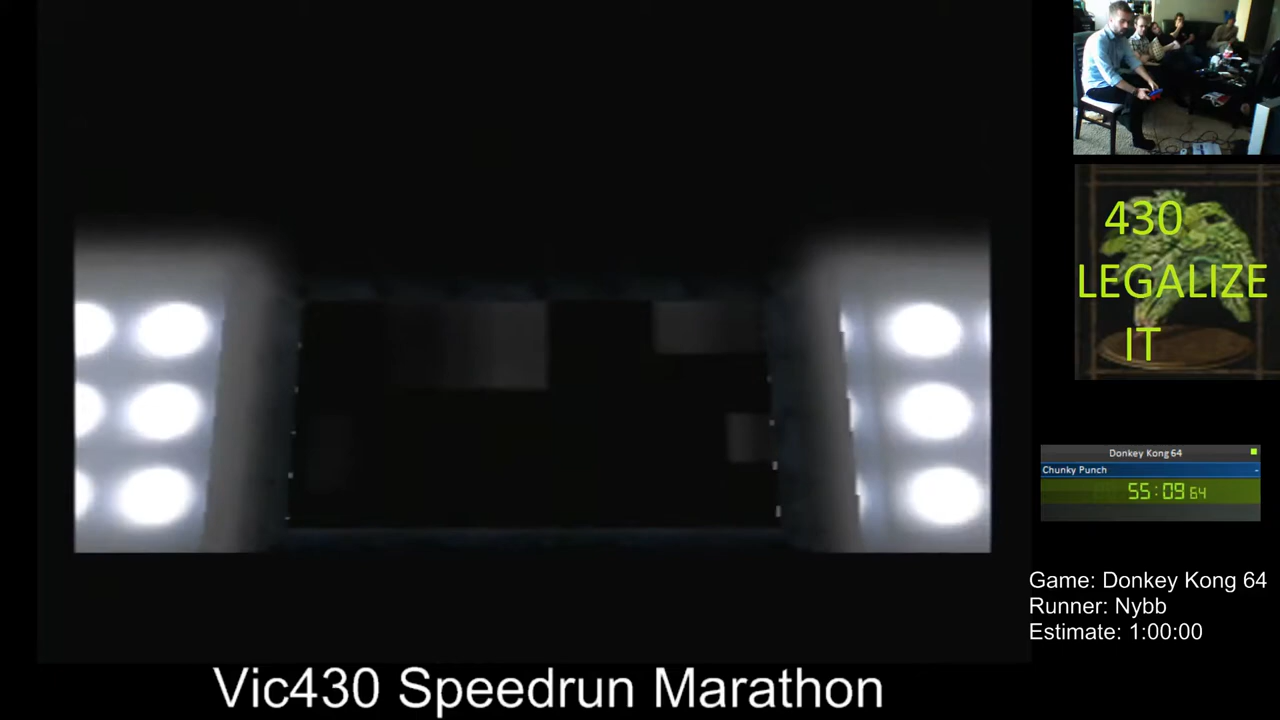 430
LEGALIZE
IT
Donkey Kong 64
Chunky Punch -
55:09 64
Game: Donkey Kong 64
Runner: Nybb
Estimate: 1:00:00
Vic430 Speedrun Marathon